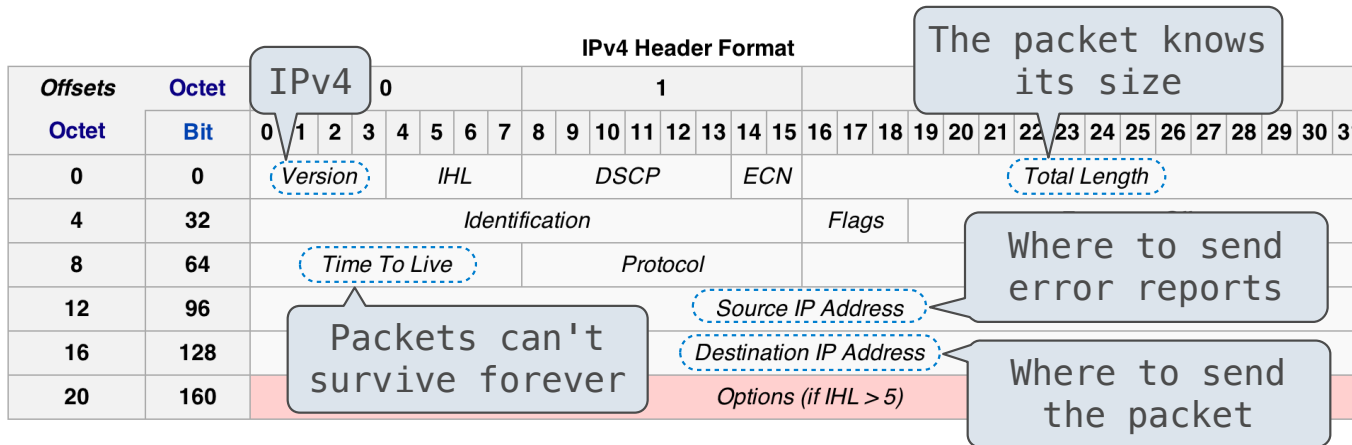 IPv4 Header Format
The packet knows
its size
IPv4
Offsets Octet 0 1
Octet Bit 0 1 2 3 4 5 6 7 8 9 10 11 12 13 14 15 16 17 18 19 20 21 22 23 24 25 26 27 28 29 30
0 0 Version IHL DSCP ECN Total Length
4 32 Identification Flags
Where to send
error reports
8 64 Time To Live Protocol
12 96 Source IP Address
Packets can't
survive forever
16 128 Destination IP Address
Where to send
the packet
20 160 Options (if IHL > 5)